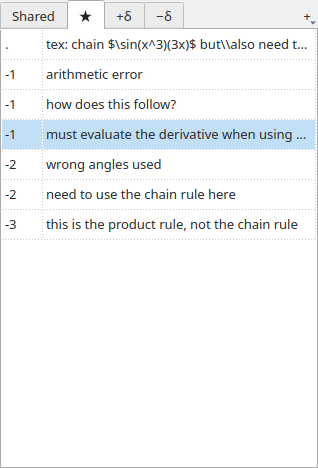 Shared ★ +δ −δ +
. tex: chain $\sin(x^3)(3x)$ but\\also need t...
-1 arithmetic error
-1 how does this follow?
-1 must evaluate the derivative when using ...
-2 wrong angles used
-2 need to use the chain rule here
-3 this is the product rule, not the chain rule